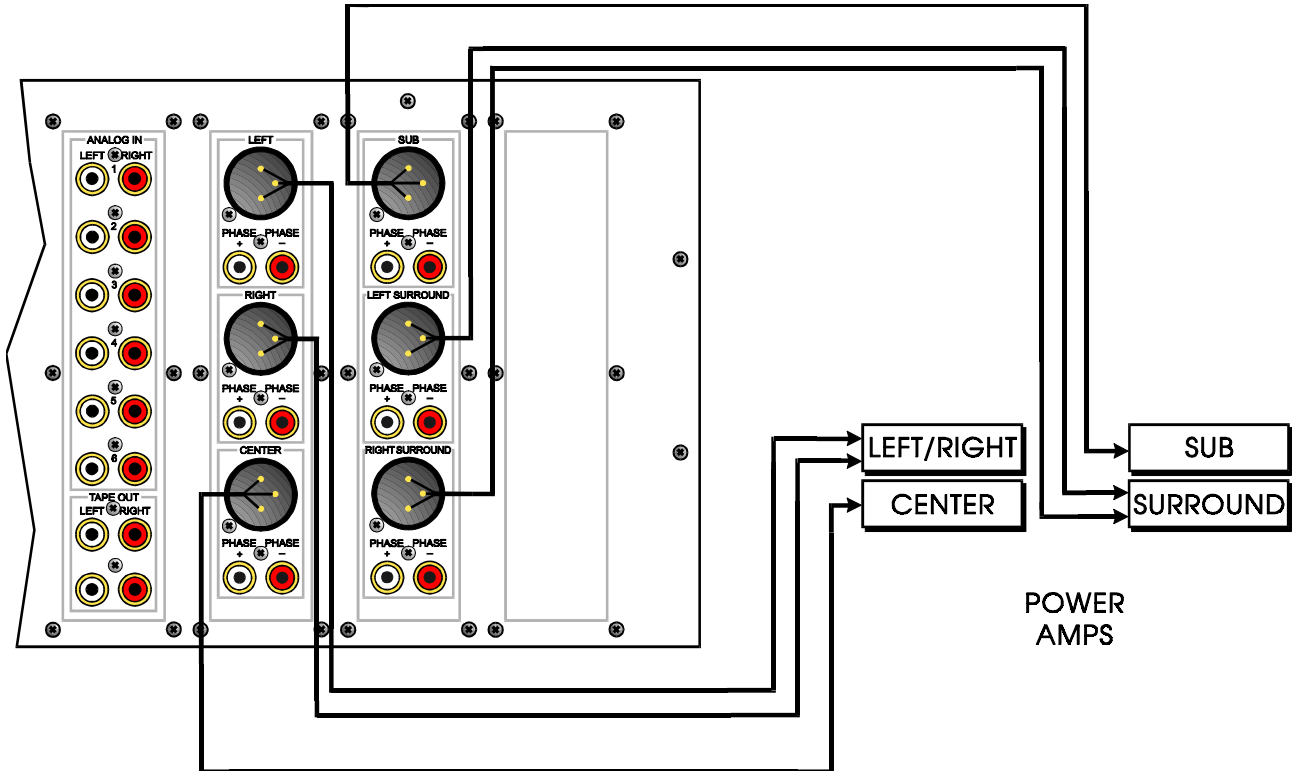 ANALOG IN
LEFT RIGHT
1
2
3
4
5
6
TAPE OUT
LEFT RIGHT
LEFT
PHASE PHASE
+ –
RIGHT
PHASE PHASE
+ –
CENTER
PHASE PHASE
+ –
SUB
PHASE PHASE
+ –
LEFT SURROUND
PHASE PHASE
+ –
RIGHT SURROUND
PHASE PHASE
+ –
LEFT/RIGHT
CENTER
SUB
SURROUND
POWER
AMPS